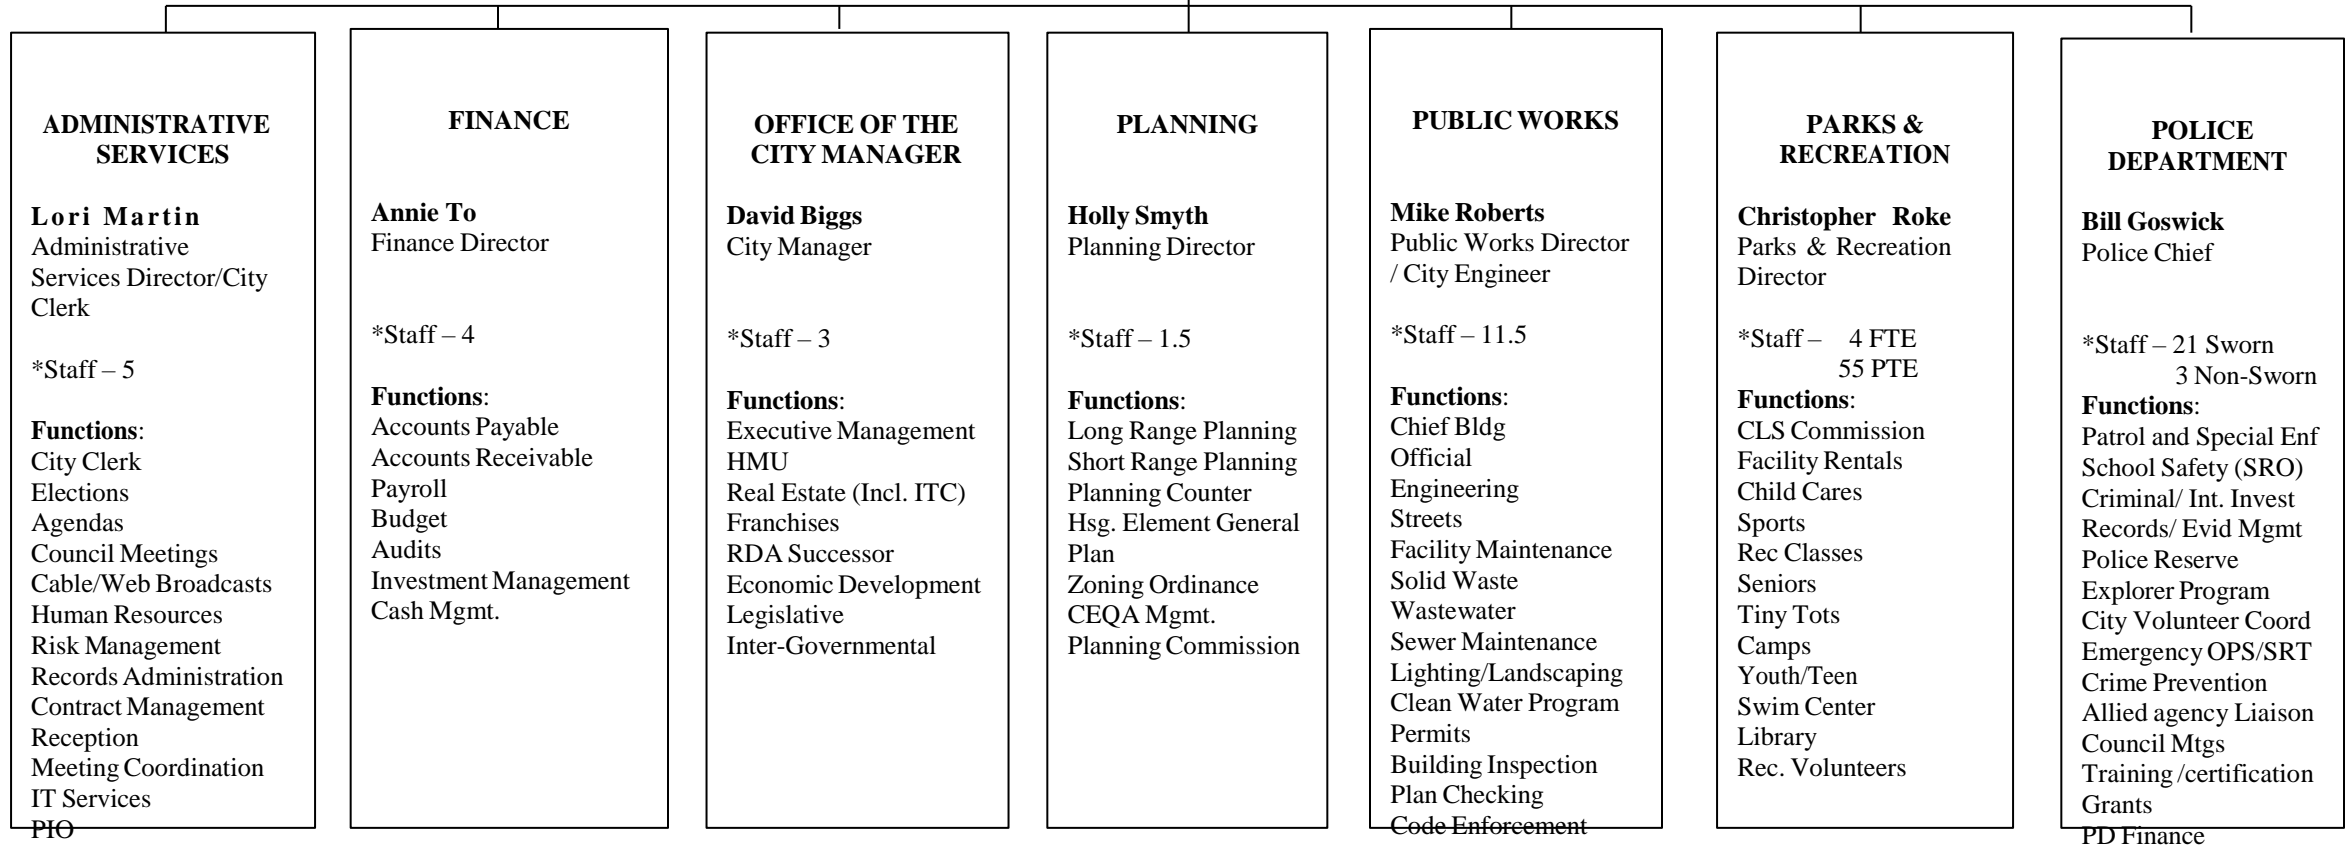 ADMINISTRATIVE
SERVICES
Lori Martin
Administrative
Services Director/City
Clerk
*Staff – 5
Functions:
City Clerk
Elections
Agendas
Council Meetings
Cable/Web Broadcasts
Human Resources
Risk Management
Records Administration
Contract Management
Reception
Meeting Coordination
IT Services
PIO
FINANCE
Annie To
Finance Director
*Staff – 4
Functions:
Accounts Payable
Accounts Receivable
Payroll
Budget
Audits
Investment Management
Cash Mgmt.
OFFICE OF THE
CITY MANAGER
David Biggs
City Manager
*Staff – 3
Functions:
Executive Management
HMU
Real Estate (Incl. ITC)
Franchises
RDA Successor
Economic Development
Legislative
Inter-Governmental
PLANNING
Holly Smyth
Planning Director
*Staff – 1.5
Functions:
Long Range Planning
Short Range Planning
Planning Counter
Hsg. Element General
Plan
Zoning Ordinance
CEQA Mgmt.
Planning Commission
PUBLIC WORKS
Mike Roberts
Public Works Director
/ City Engineer
*Staff – 11.5
Functions:
Chief Bldg
Official
Engineering
Streets
Facility Maintenance
Solid Waste
Wastewater
Sewer Maintenance
Lighting/Landscaping
Clean Water Program
Permits
Building Inspection
Plan Checking
Code Enforcement
PARKS &
RECREATION
Christopher Roke
Parks & Recreation
Director
*Staff – 4 FTE
55 PTE
Functions:
CLS Commission
Facility Rentals
Child Cares
Sports
Rec Classes
Seniors
Tiny Tots
Camps
Youth/Teen
Swim Center
Library
Rec. Volunteers
POLICE
DEPARTMENT
Bill Goswick
Police Chief
*Staff – 21 Sworn
3 Non-Sworn
Functions:
Patrol and Special Enf
School Safety (SRO)
Criminal/ Int. Invest
Records/ Evid Mgmt
Police Reserve
Explorer Program
City Volunteer Coord
Emergency OPS/SRT
Crime Prevention
Allied agency Liaison
Council Mtgs
Training /certification
Grants
PD Finance